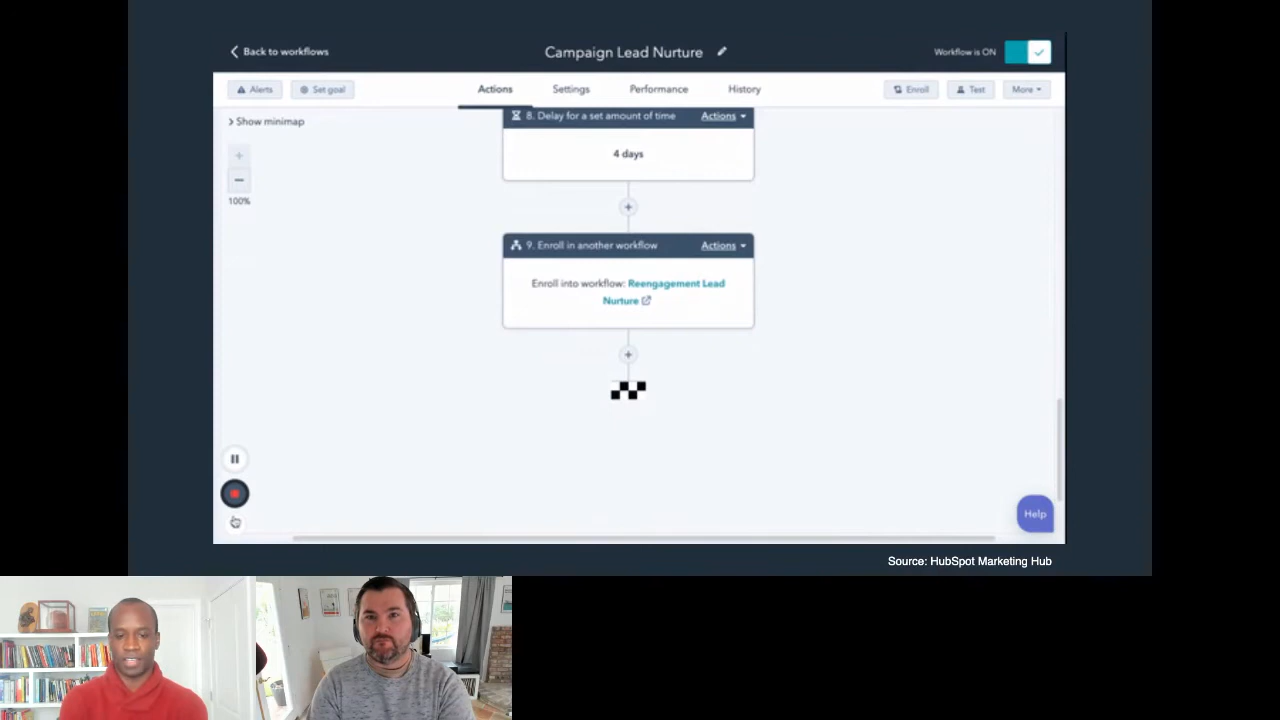 Back to workflows
Campaign Lead Nurture
Workflow is ON
Alerts
Set goal
Actions
Settings
Performance
History
Enroll
Test
More
Show minimap
8. Delay for a set amount of time
Actions
4 days
100%
9. Enroll in another workflow
Actions
Enroll into workflow: Reengagement Lead
Nurture
Help
Source: HubSpot Marketing Hub